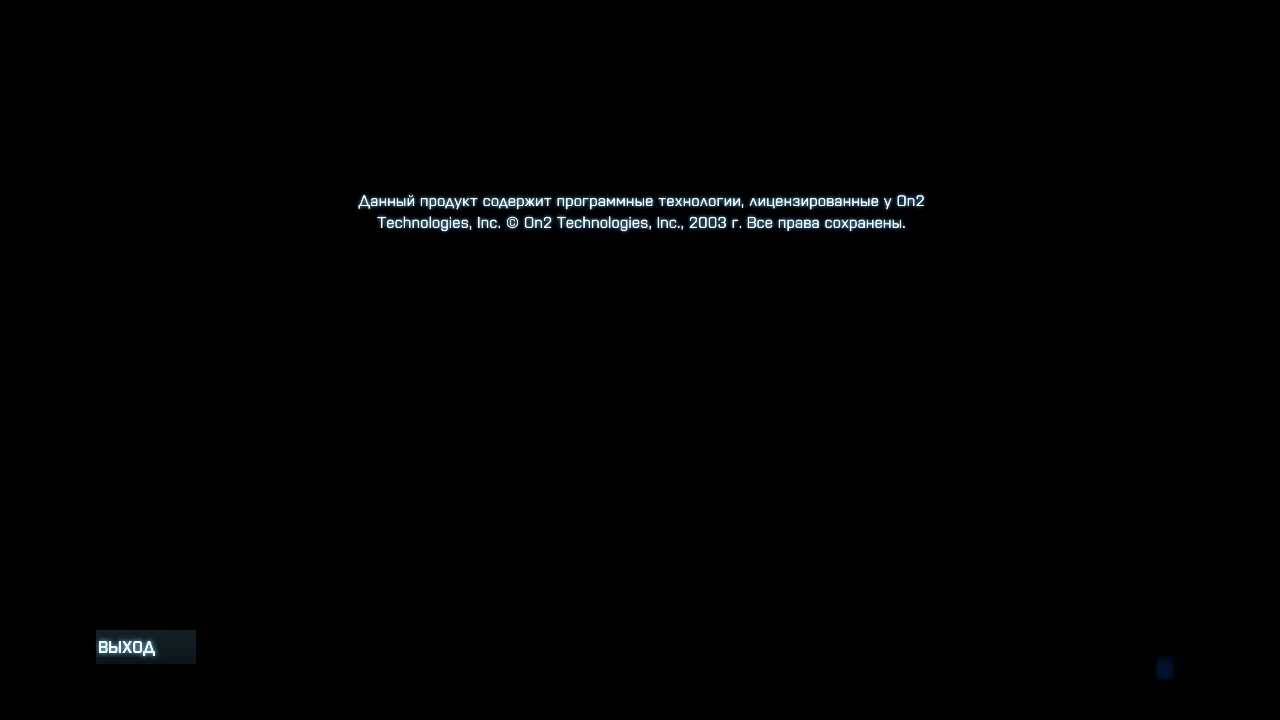 Данный продукт содержит программные технологии, лицензированные у On2
Technologies, Inc. © On2 Technologies, Inc., 2003 г. Все права сохранены.
ВЫХОД